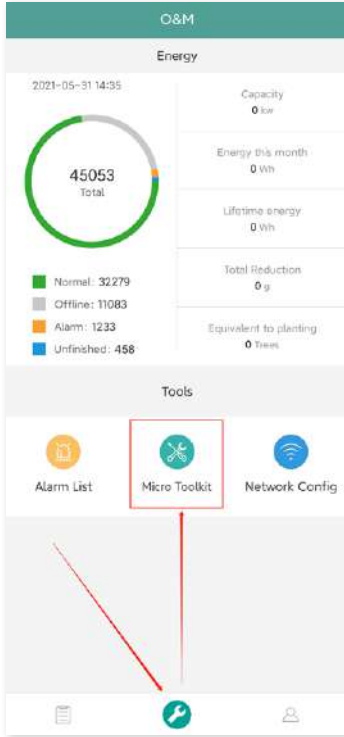 O&M
Energy
2021-05-31 14:35
45053
Total
Normal: 32279
Offline: 11083
Alarm: 1233
Unfinished: 458
Capacity
0 kw
Energy this month
0 Wh
Lifetime energy
0 Wh
Total Reduction
0 g
Equivalent to planting
0 Trees
Tools
Alarm List
Micro Toolkit
Network Config